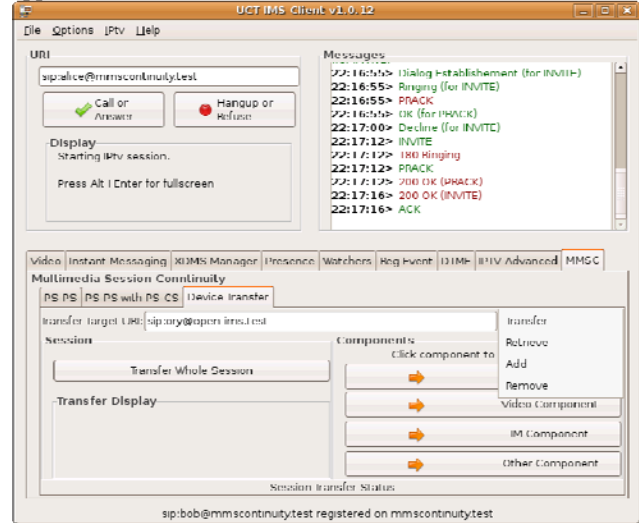 UCT IMS Client v1.0.12
File Options IPtv Help
URI
sip:alice@mmscontinuity.test
Call or Answer
Hangup or Refuse
Display
Starting IPtv session.
Press Alt I Enter for fullscreen
Messages
22:16:55> Dialog Establishement (for INVITE)
22:16:55> Ringing (for INVITE)
22:16:55> PRACK
22:16:55> OK (for PRACK)
22:17:00> Decline (for INVITE)
22:17:12> INVITE
22:17:12> 180 Ringing
22:17:12> PRACK
22:17:12> 200 OK (PRACK)
22:17:16> 200 OK (INVITE)
22:17:16> ACK
Video Instant Messaging XDMS Manager Presence Watchers Reg Event DTMF IPTV Advanced MMSC
Multimedia Session Conntinuity
PS PS PS PS with PS CS Device Transfer
Transfer Target URI: sip:ory@open-ims.test
Transfer
Retrieve
Add
Remove
Session
Transfer Whole Session
Transfer Display
Components
Click component to
Video Component
IM Component
Other Component
Session Transfer Status
sip:bob@mmscontinuity.test registered on mmscontinuity.test